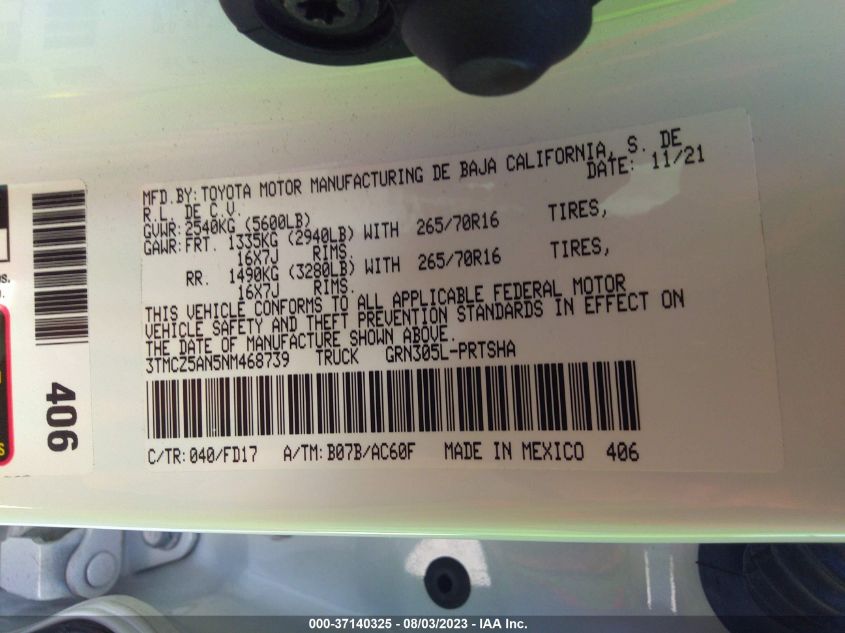 MFD.BY:TOYOTA MOTOR MANUFACTURING DE BAJA CALIFORNIA, S. DE
R.L. DE C.V. DATE: 11/21
GVWR:2540KG (5600LB)
GAWR:FRT. 1335KG (2940LB) WITH 265/70R16 TIRES,
16X7J RIMS.
RR. 1490KG (3280LB) WITH 265/70R16 TIRES,
16X7J RIMS.
THIS VEHICLE CONFORMS TO ALL APPLICABLE FEDERAL MOTOR
VEHICLE SAFETY AND THEFT PREVENTION STANDARDS IN EFFECT ON
THE DATE OF MANUFACTURE SHOWN ABOVE.
3TMCZ5AN5NM468739 TRUCK GRN305L-PRTSHA
C/TR:040/FD17 A/TM:B07B/AC60F MADE IN MEXICO 406
406
000-37140325 - 08/03/2023 - IAA Inc.